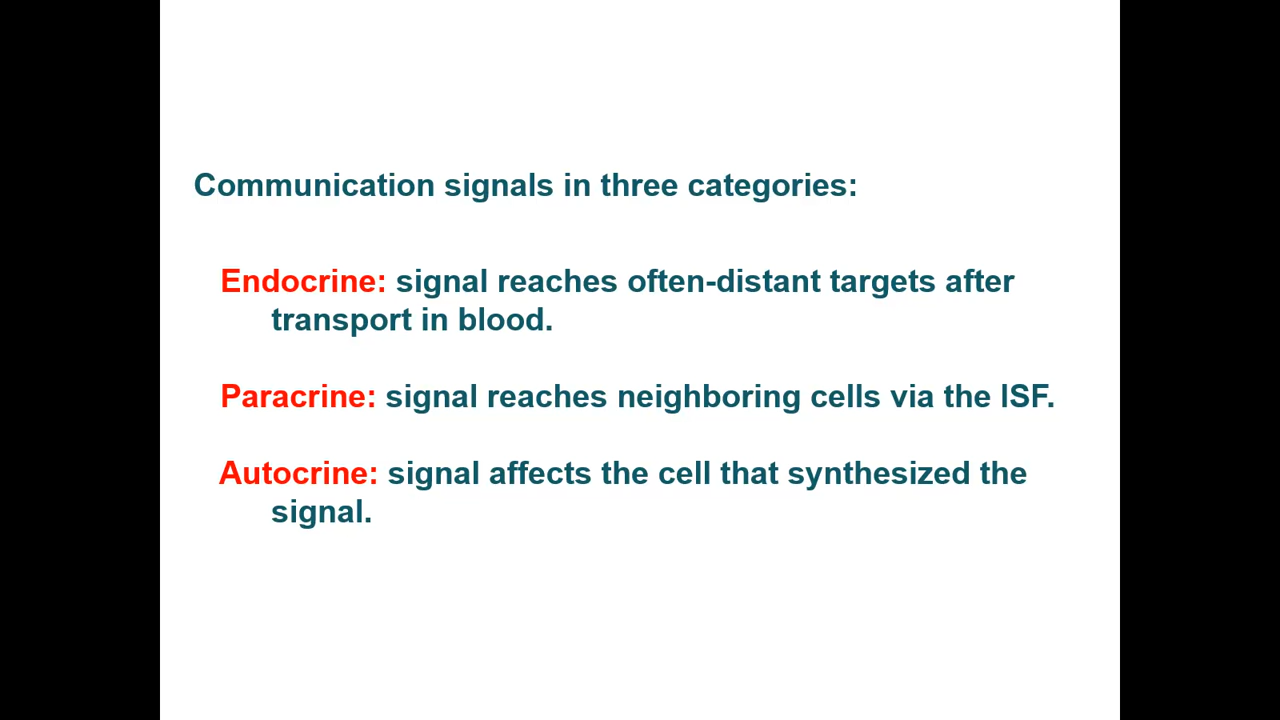 Communication signals in three categories:
Endocrine: signal reaches often-distant targets after
transport in blood.
Paracrine: signal reaches neighboring cells via the ISF.
Autocrine: signal affects the cell that synthesized the
signal.